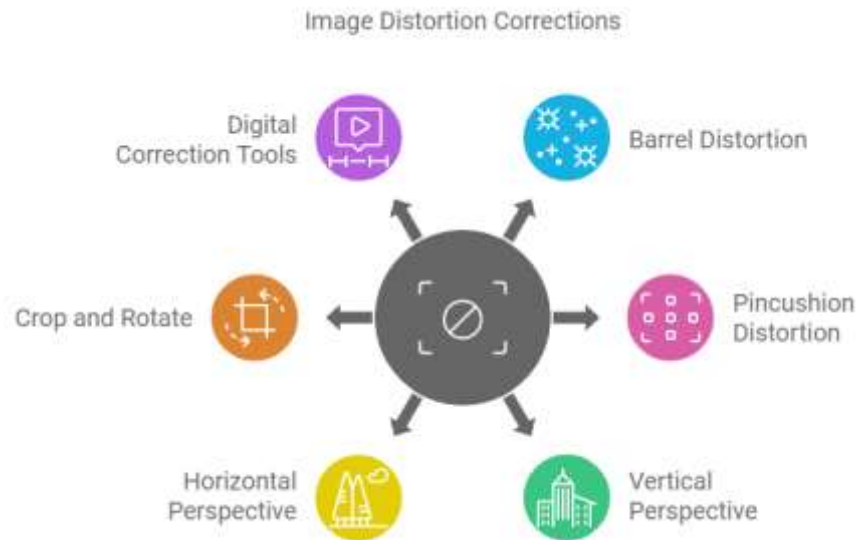 Image Distortion Corrections
Digital
Correction Tools
Barrel Distortion
Crop and Rotate
Pincushion
Distortion
Horizontal
Perspective
Vertical
Perspective